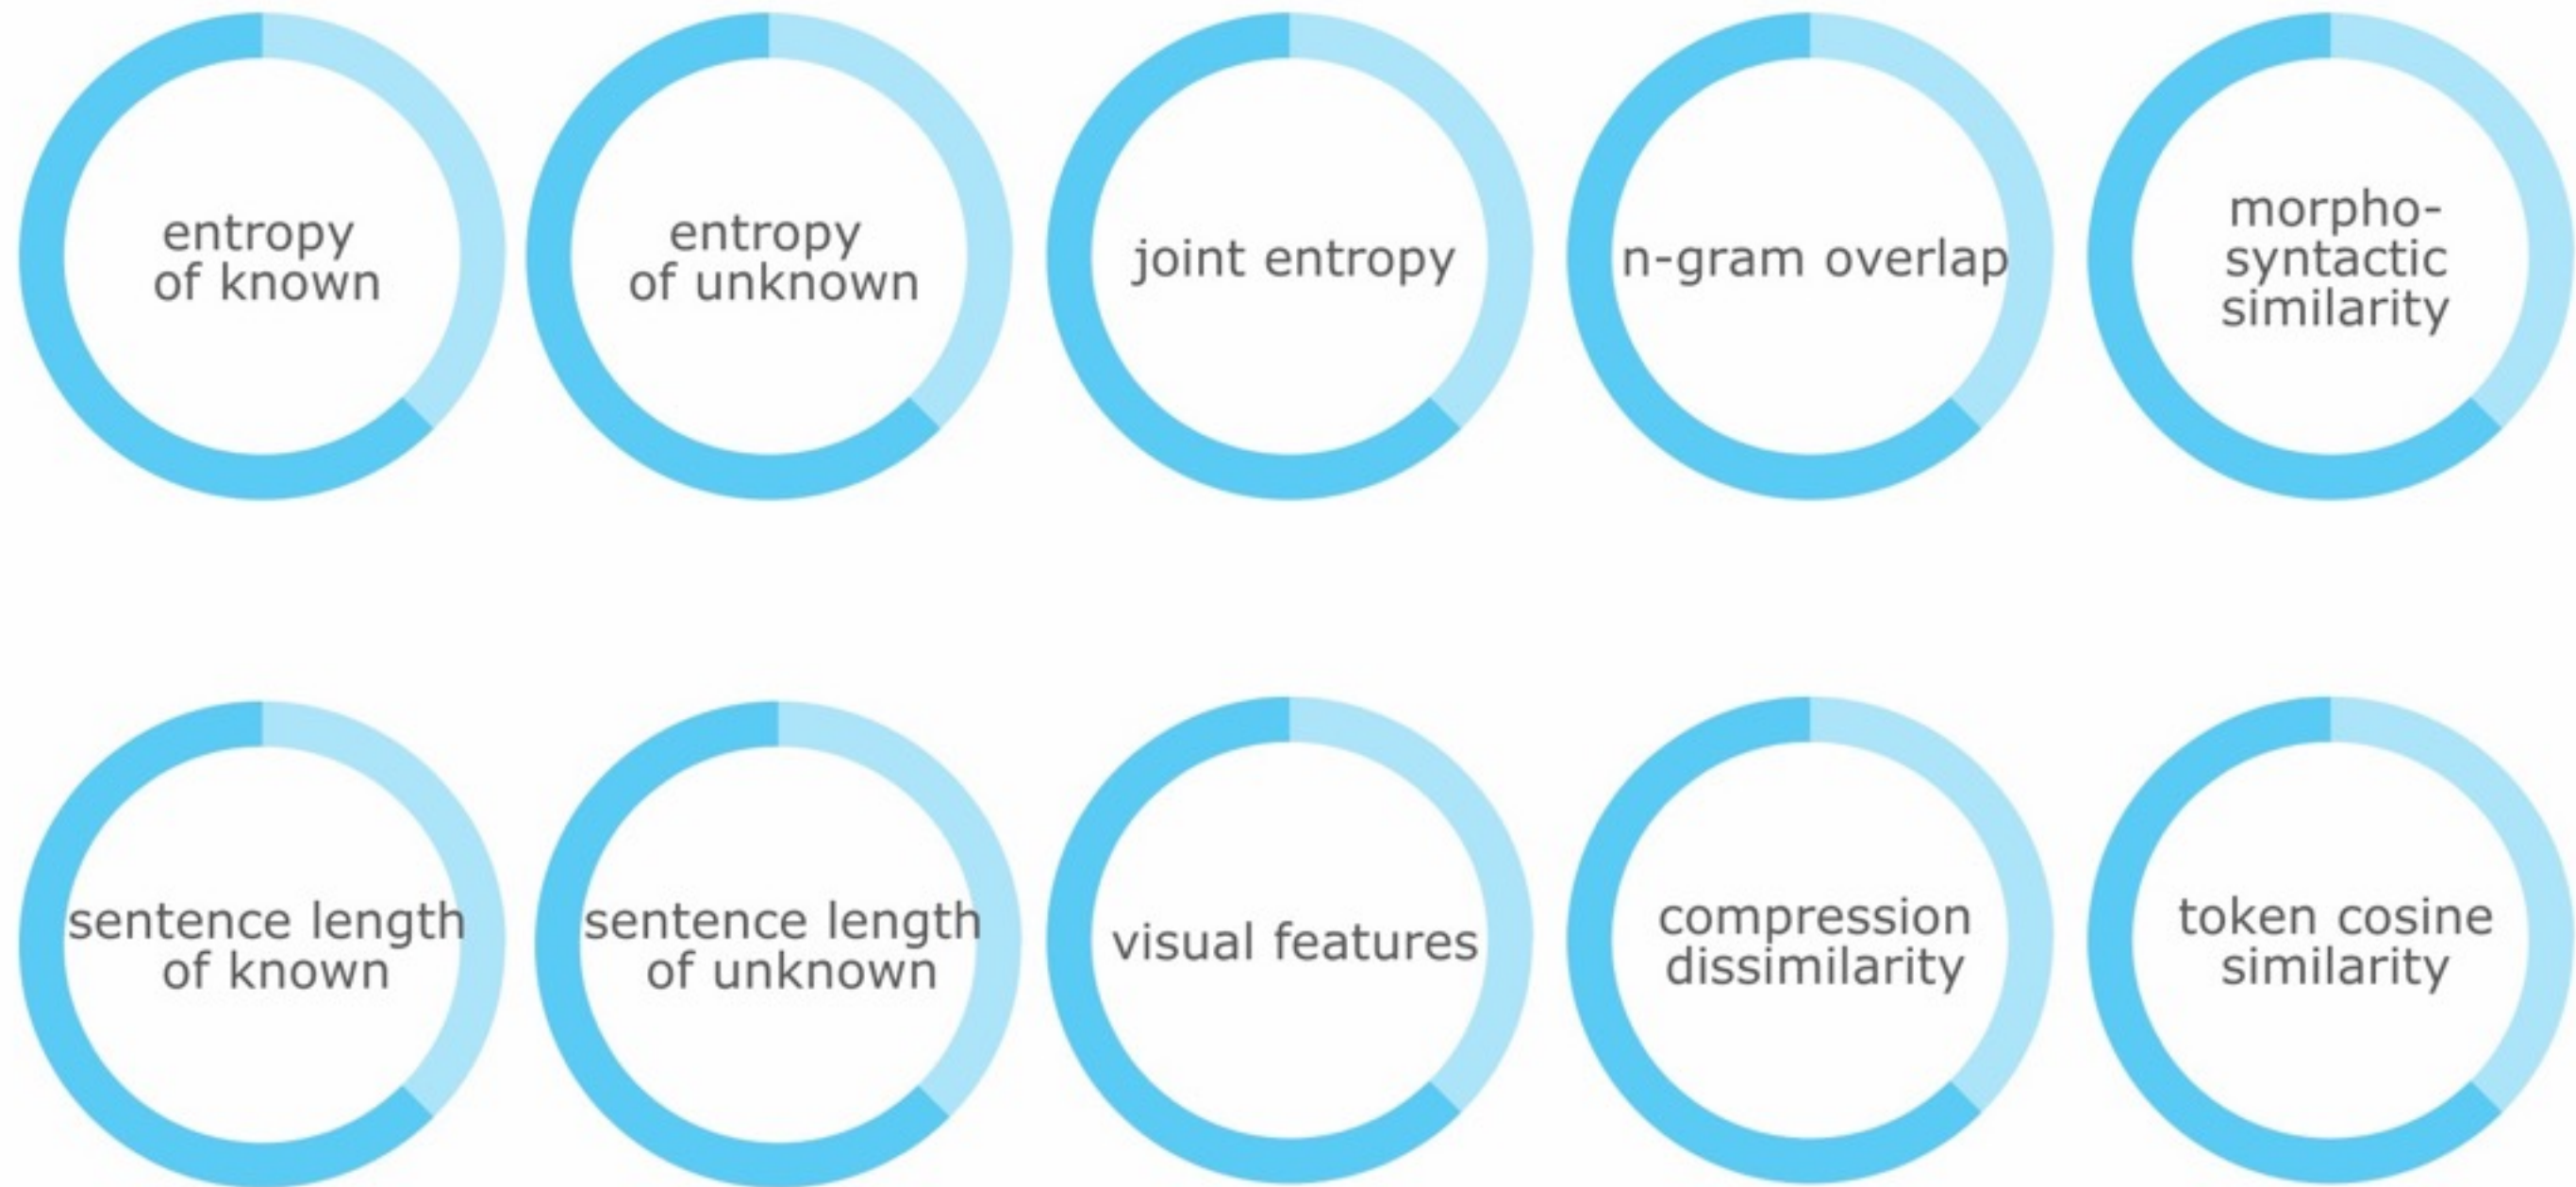 entropy
of known
entropy
of unknown
joint entropy
n-gram overlap
morpho-
syntactic
similarity
sentence length
of known
sentence length
of unknown
visual features
compression
dissimilarity
token cosine
similarity